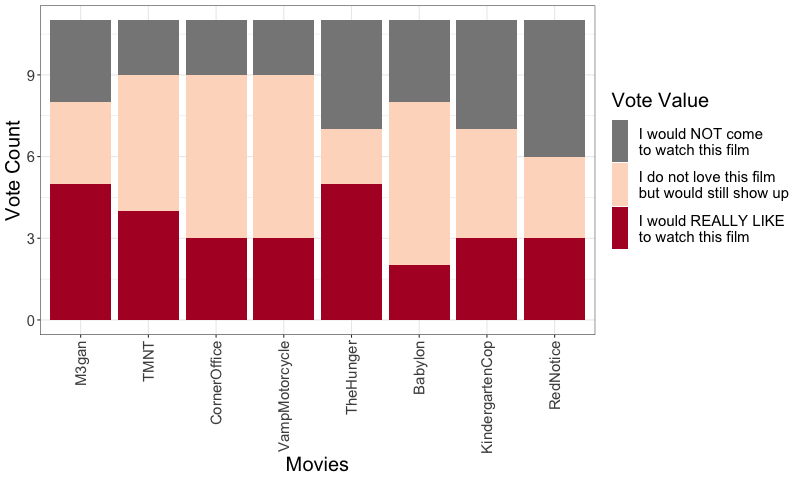 Vote Count
9
6
3
0
M3gan
TMNT
CornerOffice
VampMotorcycle
TheHunger
Babylon
KindergartenCop
RedNotice
Movies
Vote Value
I would NOT come
to watch this film
I do not love this film
but would still show up
I would REALLY LIKE
to watch this film